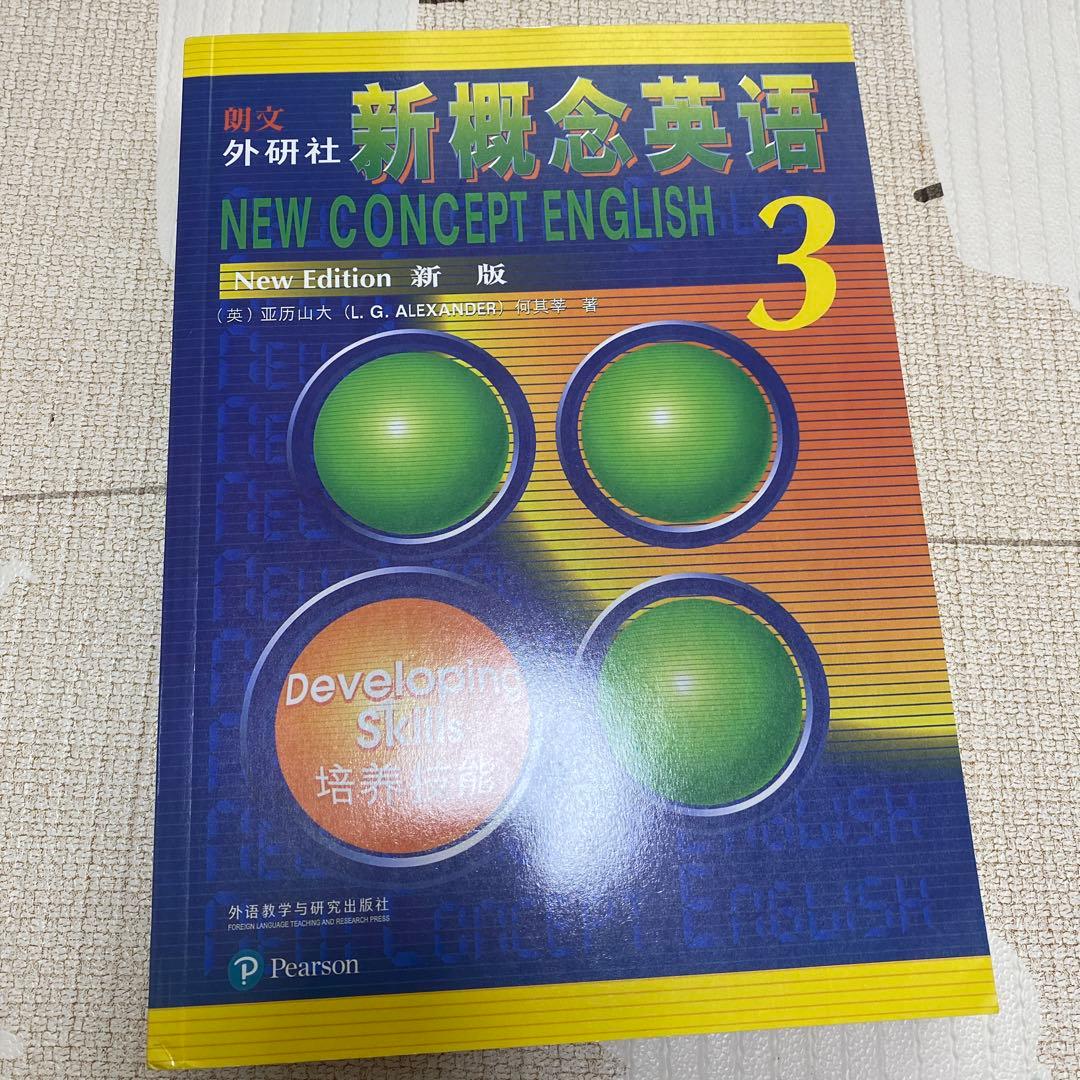 朗文
外研社
新概念英语
NEW CONCEPT ENGLISH
3
New Edition 新 版
（英）亚历山大（L. G. ALEXANDER）何其莘 著
Developing
Skills
培养技能
外语教学与研究出版社
FOREIGN LANGUAGE TEACHING AND RESEARCH PRESS
Pearson